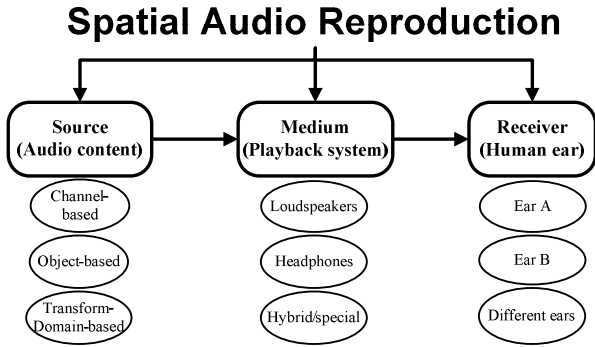 Spatial Audio Reproduction
Source
(Audio content)
Medium
(Playback system)
Receiver
(Human ear)
Channel-
based
Object-based
Transform-
Domain-based
Loudspeakers
Headphones
Hybrid/special
Ear A
Ear B
Different ears